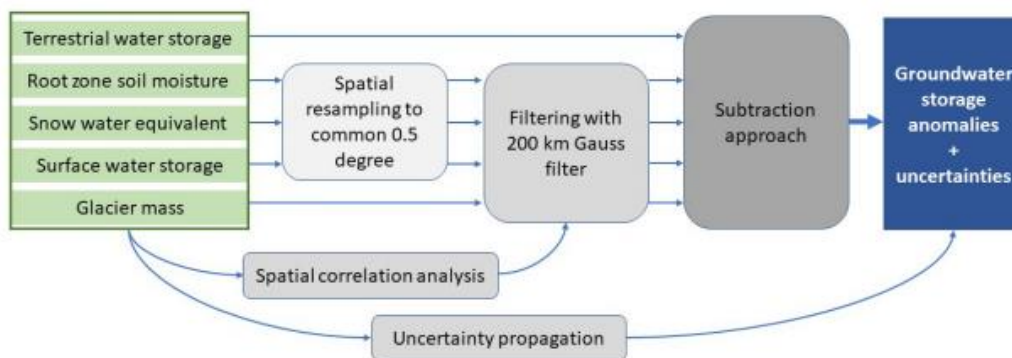 Terrestrial water storage
Root zone soil moisture
Snow water equivalent
Surface water storage
Glacier mass
Spatial
resampling to
common 0.5
degree
Filtering with
200 km Gauss
filter
Subtraction
approach
Groundwater
storage
anomalies
+
uncertainties
Spatial correlation analysis
Uncertainty propagation